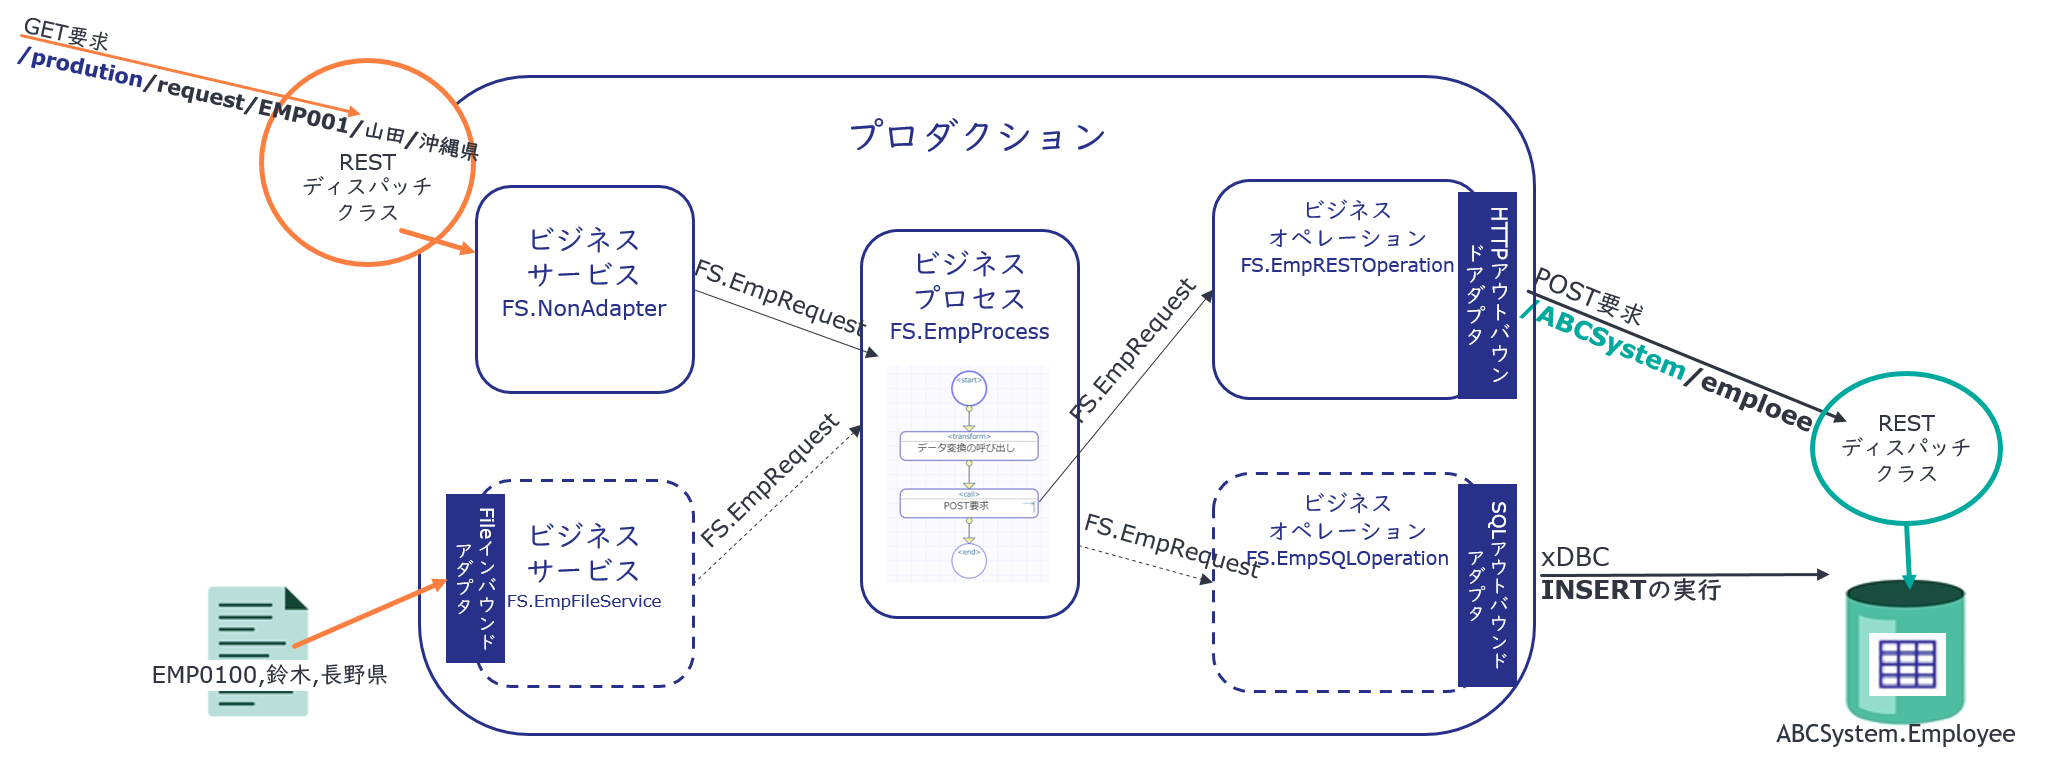 GET要求
/prodution/request/EMP001/山田/沖縄県
REST
ディスパッチ
クラス
プロダクション
ビジネス
サービス
FS.NonAdapter
FS.EmpRequest
ビジネス
プロセス
FS.EmpProcess
<start>
<transform>
データ変換の呼び出し
<call>
POST要求
<end>
FS.EmpRequest
ビジネス
オペレーション
FS.EmpRESTOperation
HTTPアウトバウン
ドアダプタ
POST要求
/ABCSystem/emploee
REST
ディスパッチ
クラス
Fileインバウンド
アダプタ
ビジネス
サービス
FS.EmpFileService
FS.EmpRequest
EMP0100,鈴木,長野県
FS.EmpRequest
ビジネス
オペレーション
FS.EmpSQLOperation
SQLアウトバウンド
アダプタ
xDBC
INSERTの実行
ABCSystem.Employee